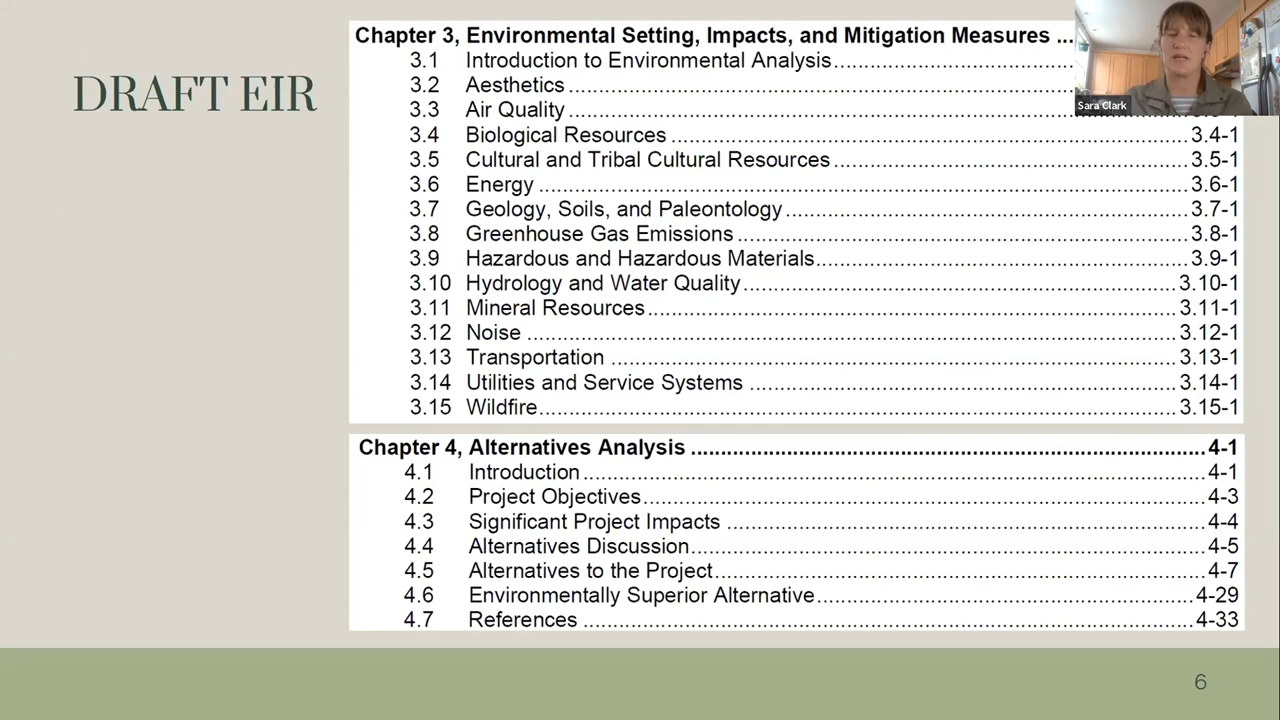 DRAFT EIR
Chapter 3, Environmental Setting, Impacts, and Mitigation Measures ...
3.1 Introduction to Environmental Analysis
3.2 Aesthetics
3.3 Air Quality
3.4 Biological Resources 3.4-1
3.5 Cultural and Tribal Cultural Resources 3.5-1
3.6 Energy 3.6-1
3.7 Geology, Soils, and Paleontology 3.7-1
3.8 Greenhouse Gas Emissions 3.8-1
3.9 Hazardous and Hazardous Materials 3.9-1
3.10 Hydrology and Water Quality 3.10-1
3.11 Mineral Resources 3.11-1
3.12 Noise 3.12-1
3.13 Transportation 3.13-1
3.14 Utilities and Service Systems 3.14-1
3.15 Wildfire 3.15-1
Chapter 4, Alternatives Analysis 4-1
4.1 Introduction 4-1
4.2 Project Objectives 4-3
4.3 Significant Project Impacts 4-4
4.4 Alternatives Discussion 4-5
4.5 Alternatives to the Project 4-7
4.6 Environmentally Superior Alternative 4-29
4.7 References 4-33
Sara Clark
6